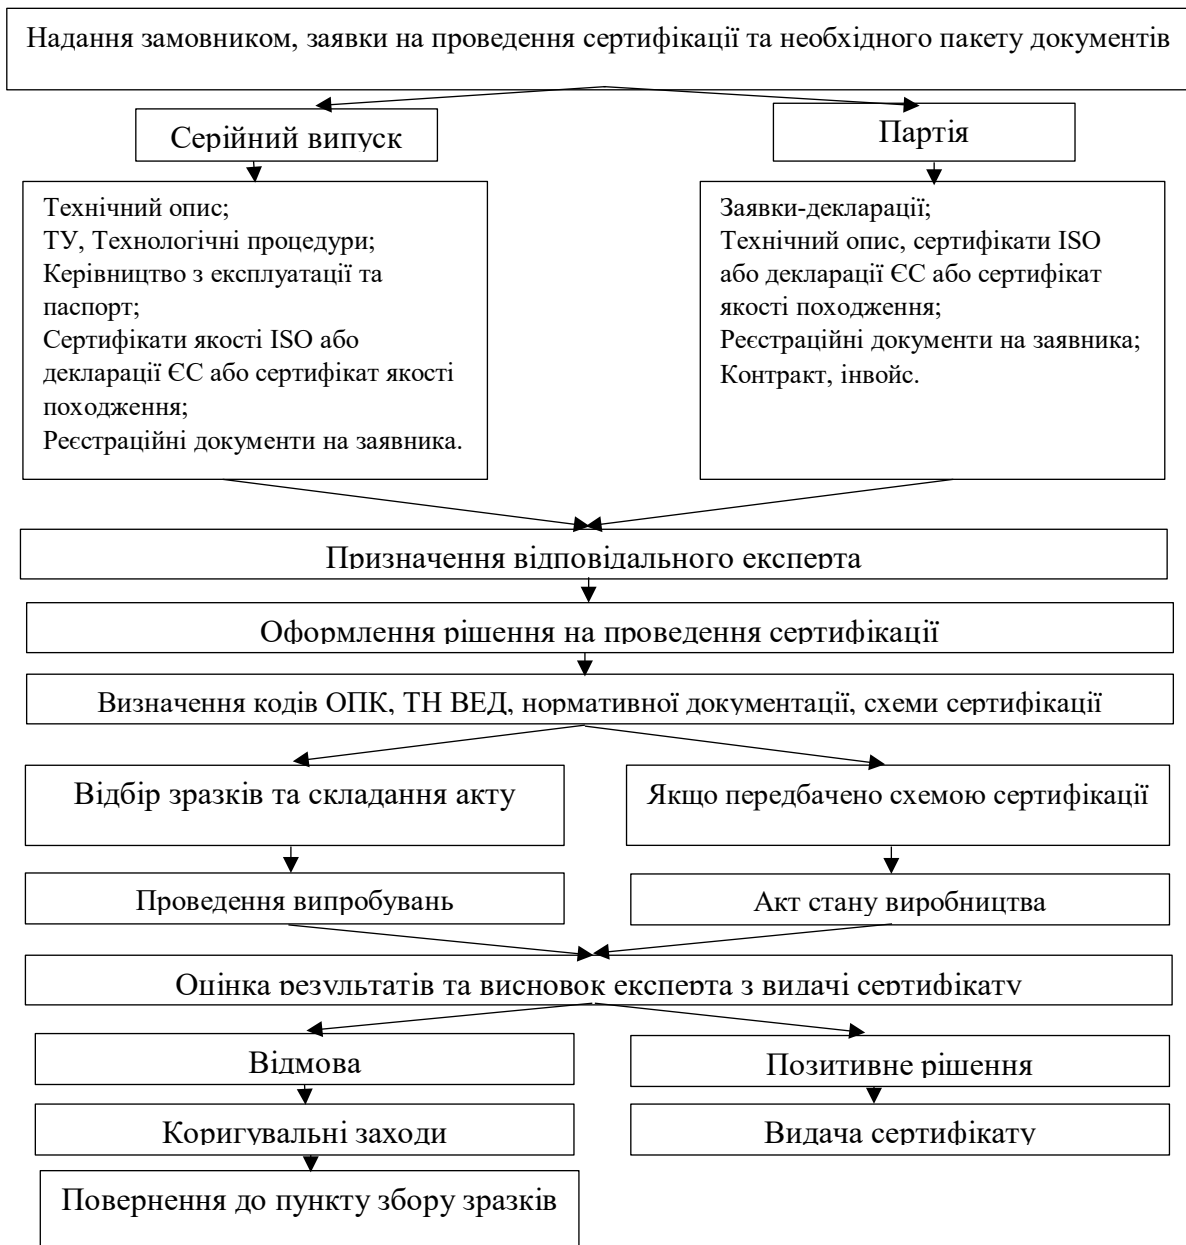 Надання замовником, заявки на проведення сертифікації та необхідного пакету документів
Серійний випуск
Партія
Технічний опис;
ТУ, Технологічні процедури;
Керівництво з експлуатації та
паспорт;
Сертифікати якості ISO або
декларації ЄС або сертифікат якості
походження;
Реєстраційні документи на заявника.
Заявки-декларації;
Технічний опис, сертифікати ISO
або декларації ЄС або сертифікат
якості походження;
Реєстраційні документи на заявника;
Контракт, інвойс.
Призначення відповідального експерта
Оформлення рішення на проведення сертифікації
Визначення кодів ОПК, ТН ВЕД, нормативної документації, схеми сертифікації
Відбір зразків та складання акту
Якщо передбачено схемою сертифікації
Проведення випробувань
Акт стану виробництва
Оцінка результатів та висновок експерта з видачі сертифікату
Відмова
Позитивне рішення
Коригувальні заходи
Видача сертифікату
Повернення до пункту збору зразків